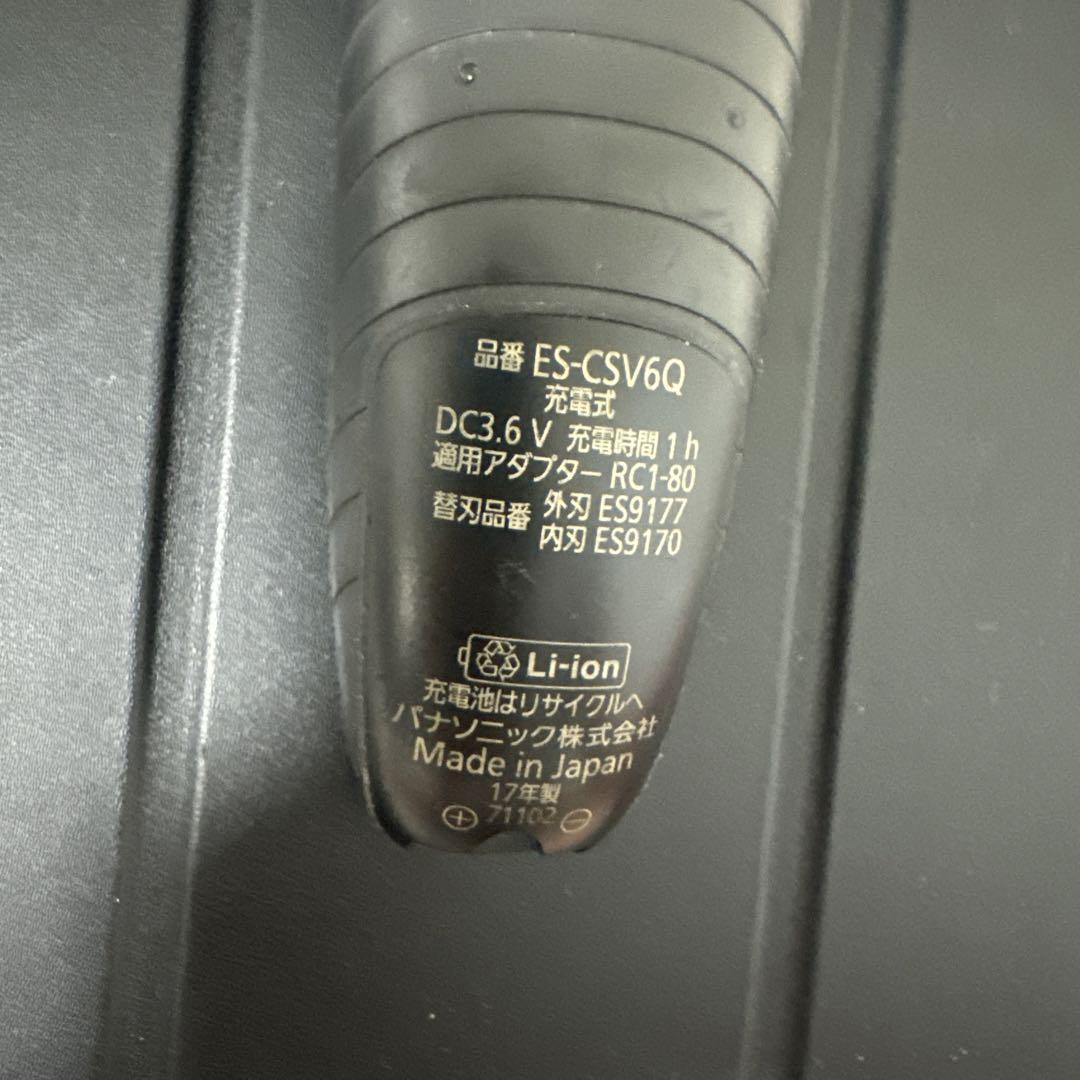 品番 ES-CSV6Q
充電式
DC3.6 V 充電時間 1 h
適用アダプター RC1-80
替刃品番 外刃 ES9177
内刃 ES9170
Li-ion
充電池はリサイクルへ
パナソニック株式会社
Made in Japan
17年製
71102